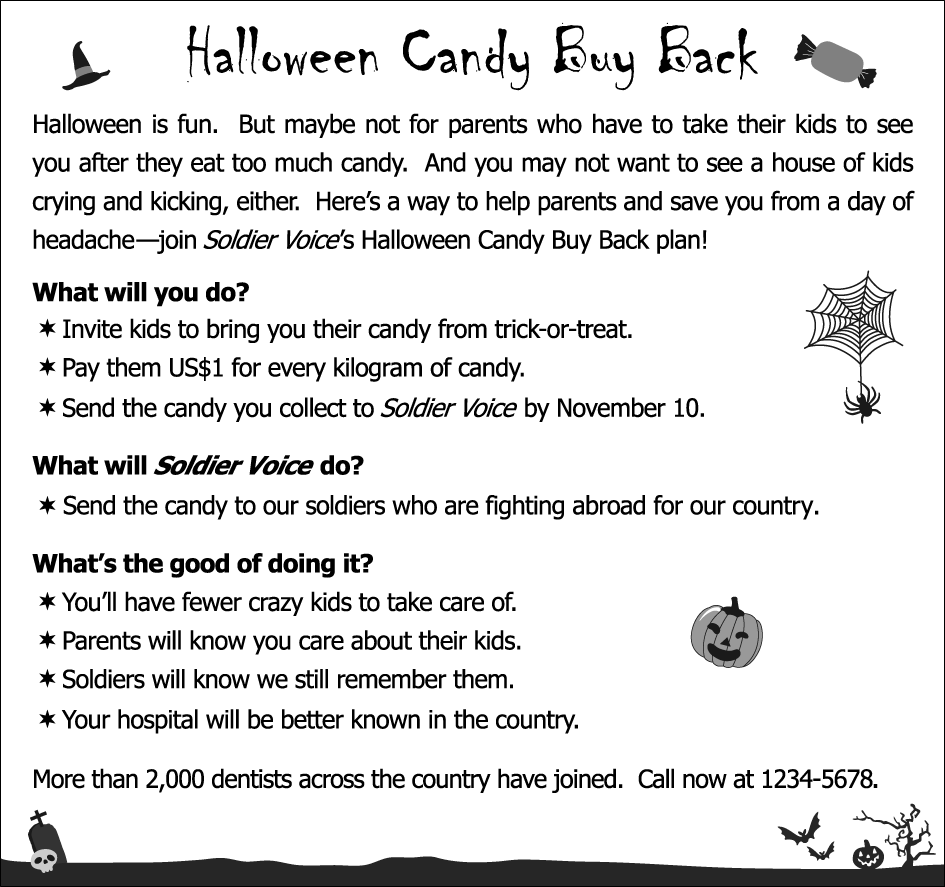 Halloween Candy Buy Back
Halloween is fun. But maybe not for parents who have to take their kids to see
you after they eat too much candy. And you may not want to see a house of kids
crying and kicking, either. Here's a way to help parents and save you from a day of
headache—join Soldier Voice's Halloween Candy Buy Back plan!
What will you do?
✶ Invite kids to bring you their candy from trick-or-treat.
✶ Pay them US$1 for every kilogram of candy.
✶ Send the candy you collect to Soldier Voice by November 10.
What will Soldier Voice do?
✶ Send the candy to our soldiers who are fighting abroad for our country.
What's the good of doing it?
✶ You'll have fewer crazy kids to take care of.
✶ Parents will know you care about their kids.
✶ Soldiers will know we still remember them.
✶ Your hospital will be better known in the country.
More than 2,000 dentists across the country have joined. Call now at 1234-5678.